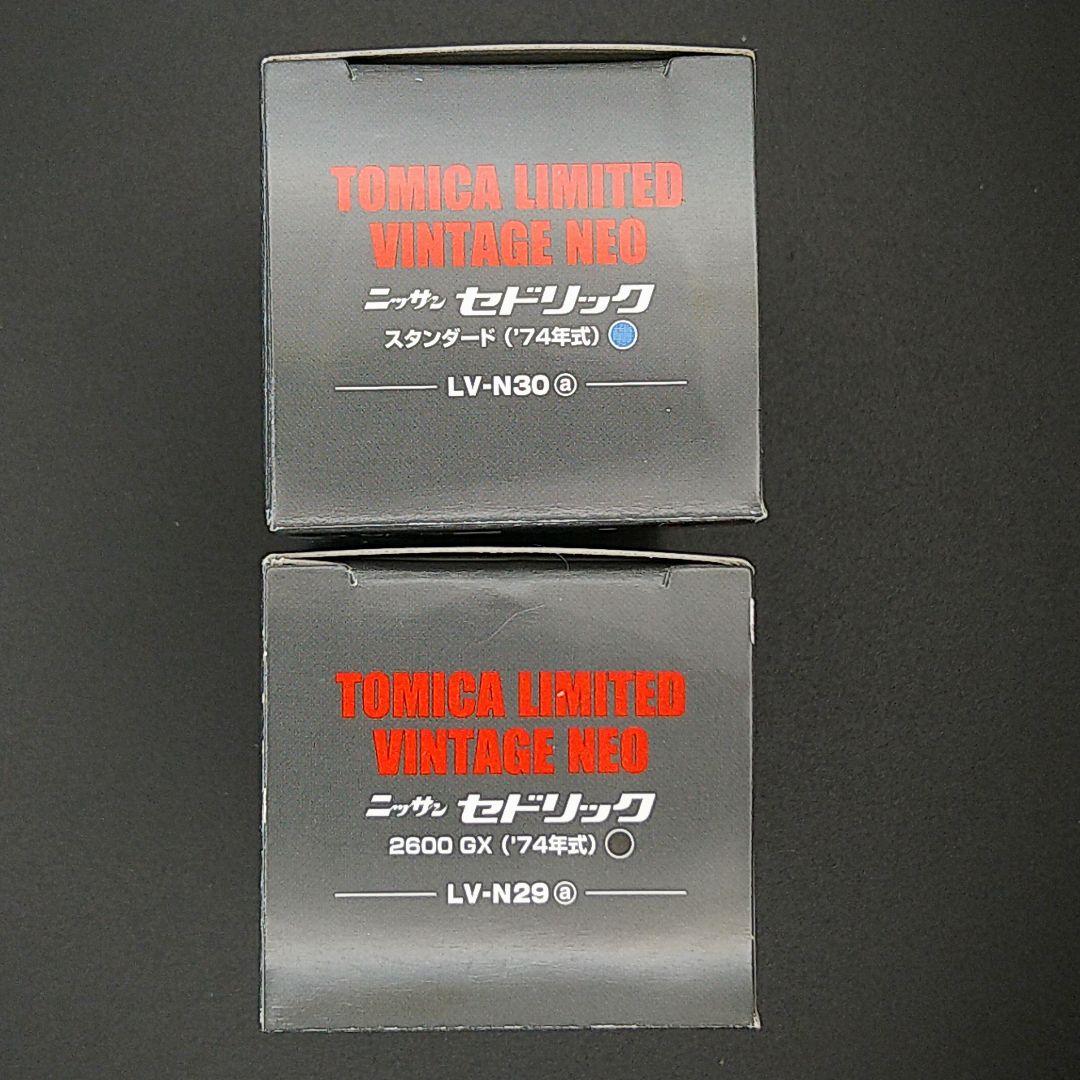 TOMICA LIMITED
VINTAGE NEO
ニッサン セドリック
スタンダード ('74年式)
LV-N30 ⓐ
TOMICA LIMITED
VINTAGE NEO
ニッサン セドリック
2600 GX ('74年式)
LV-N29 ⓐ